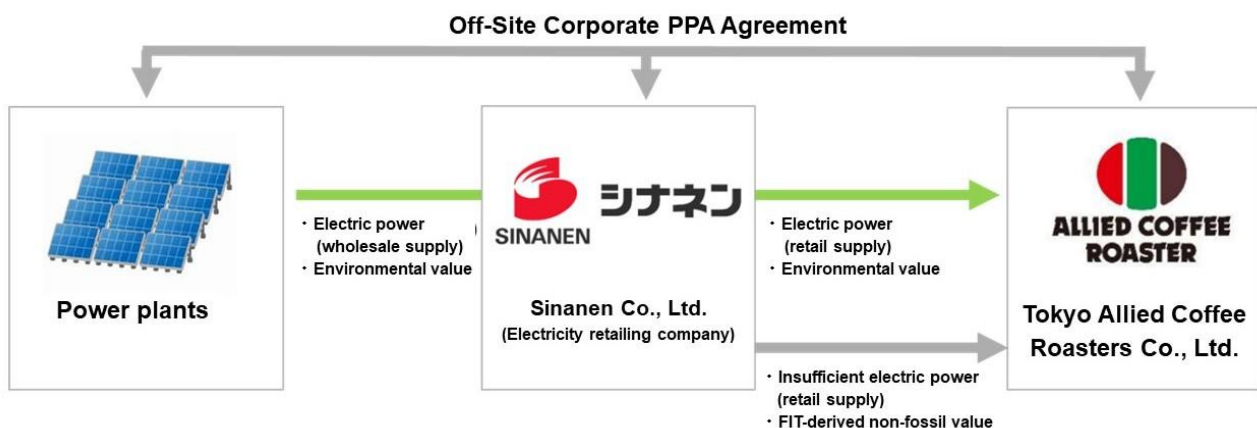 Off-Site Corporate PPA Agreement
Power plants
・Electric power
(wholesale supply)
・Environmental value
SINANEN
シナネン
Sinanen Co., Ltd.
(Electricity retailing company)
・Electric power
(retail supply)
・Environmental value
・Insufficient electric power
(retail supply)
・FIT-derived non-fossil value
ALLIED COFFEE
ROASTER
Tokyo Allied Coffee
Roasters Co., Ltd.